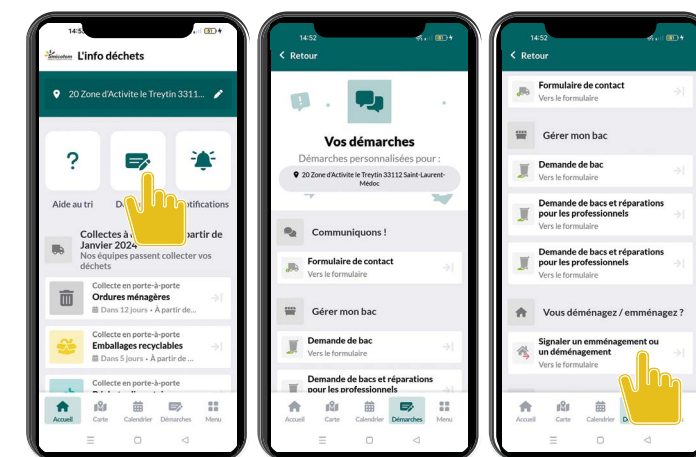 14:5
smicotom L'info déchets
20 Zone d'Activite le Treytin 3311...
Aide au tri
Collectes à
partir de
Janvier 2024
Nos équipes passent collecter vos
déchets
Collecte en porte-à-porte
Ordures ménagères
Dans 12 jours • À partir de...
Collecte en porte-à-porte
Emballages recyclables
Dans 5 jours • À partir de ...
Collecte en porte-à-porte
Accueil
Carte
Calendrier
Démarches
Menu
14:52
Retour
Vos démarches
Démarches personnalisées pour :
20 Zone d'Activite le Treytin 33112 Saint-Laurent-
Médoc
Communiquons !
Formulaire de contact
Vers le formulaire
Gérer mon bac
Demande de bac
Vers le formulaire
Demande de bacs et réparations
pour les professionnels
Accueil
Carte
Calendrier
Démarches
Menu
14:52
Retour
Formulaire de contact
Vers le formulaire
Gérer mon bac
Demande de bac
Vers le formulaire
Demande de bacs et réparations
pour les professionnels
Vers le formulaire
Demande de bacs et réparations
pour les professionnels
Vers le formulaire
Vous déménagez / emménagez ?
Signaler un emménagement ou
un déménagement
Vers le formulaire
Accueil
Carte
Calendrier
Menu